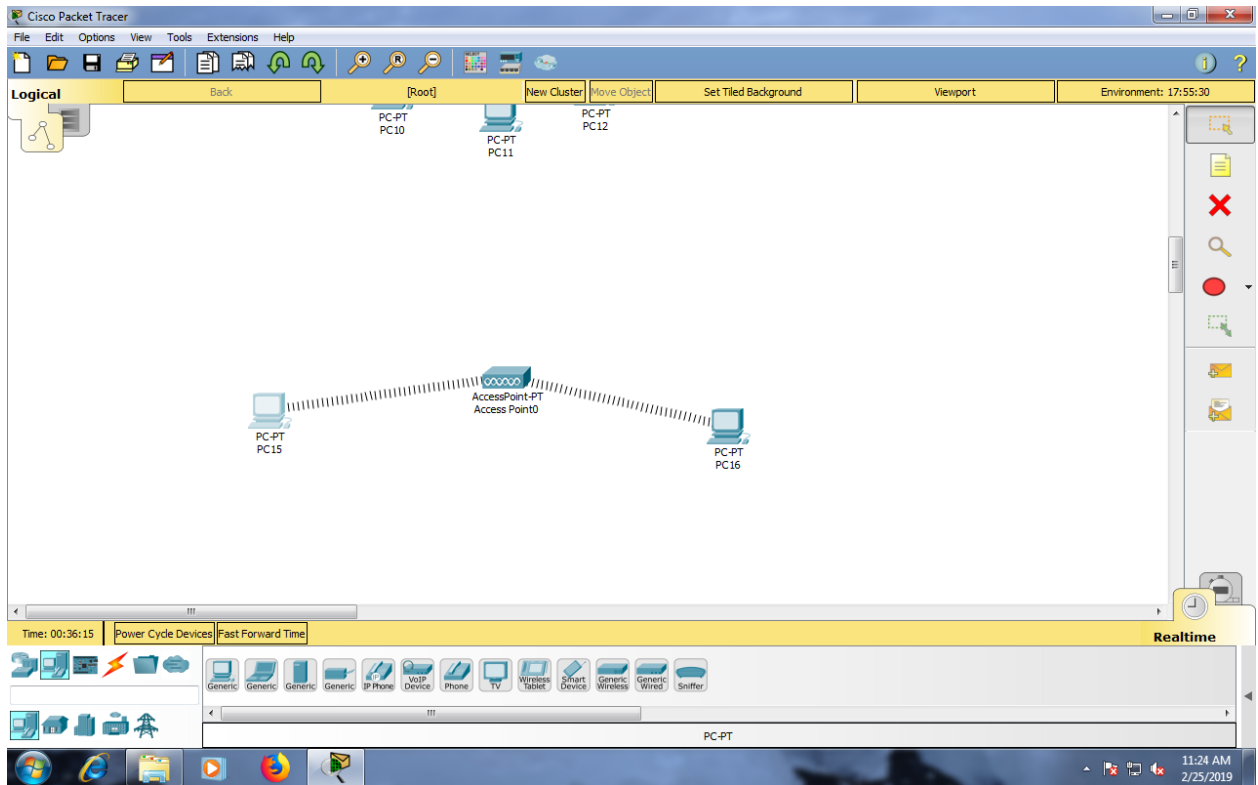 Cisco Packet Tracer
File Edit Options View Tools Extensions Help
Logical Back [Root] New Cluster Move Object Set Tiled Background Viewport Environment: 17:55:30
PC-PT
PC10
PC-PT
PC11
PC-PT
PC12
AccessPoint-PT
Access Point0
PC-PT
PC15
PC-PT
PC16
Time: 00:36:15 Power Cycle Devices Fast Forward Time Realtime
Generic Generic Generic Generic IP Phone VoIP Device Phone TV Wireless Tablet Smart Device Generic Wireless Generic Wired Sniffer
PC-PT
11:24 AM
2/25/2019